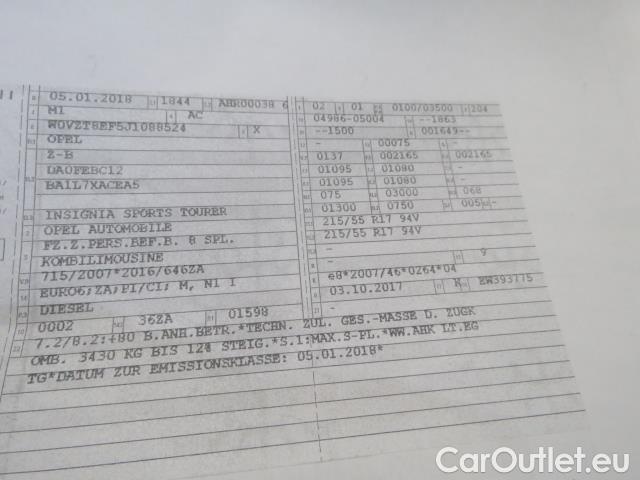 05.01.2018 1844 ABR00038 6
M1 AC
W0VZT8EF5J1088524 X
OPEL
Z-B
DA0FEBC12
BA1L7XACEA5
INSIGNIA SPORTS TOURER
OPEL AUTOMOBILE
FZ.Z.PERS.BEF.B. 8 SPL.
KOMBILIMOUSINE
715/2007*2016/646ZA
EURO6;ZA;PI/CI; M, N1 I
DIESEL
0002 36ZA 01598
7.2/8.2:+80 B.ANH.BETR.*TECHN. ZUL. GES.-MASSE D. ZUGK
OMB. 3430 KG BIS 12% STEIG.*S.1:MAX.S-PL.*WW.AHK LT.EG
TG*DATUM ZUR EMISSIONSKLASSE: 05.01.2018*
02 01 0100/03500 204
04986-05004 --1863
--1500 001649--
- 00075 -
0137 002165 002165
01095 01080 -
01095 01080 -
075 03000 068
01300 0750 005 -
215/55 R17 94V
215/55 R17 94V
-
- 9
e8*2007/46*0264*04
03.10.2017 K EW393775
-
CarOutlet.eu